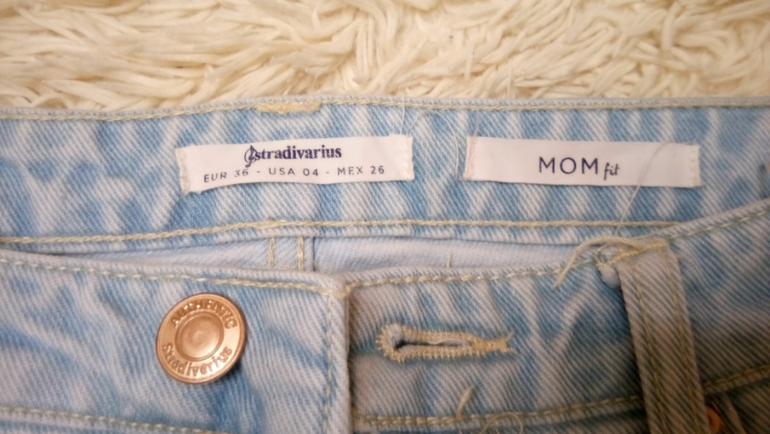 stradivarius
EUR 36 - USA 04 - MEX 26
MOM fit
AUTHENTIC
Stradivarius